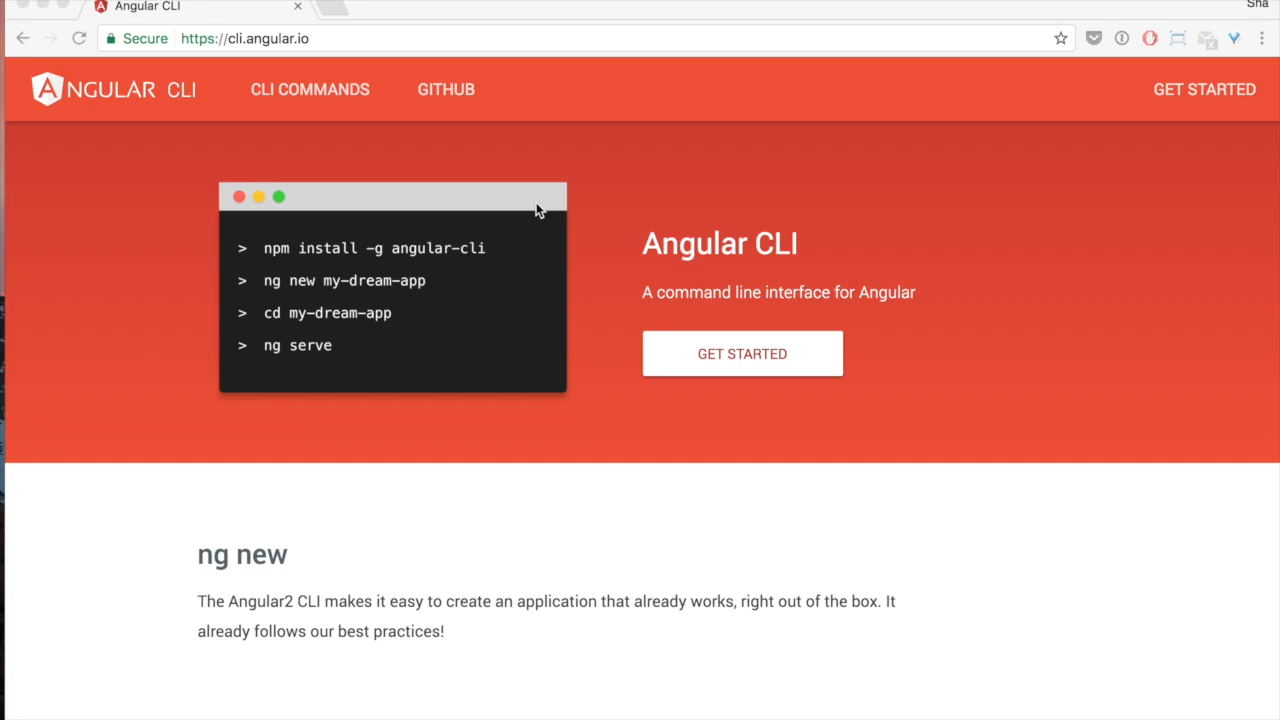 Angular CLI
Sha
Secure https://cli.angular.io
ANGULAR CLI
CLI COMMANDS
GITHUB
GET STARTED
> npm install -g angular-cli
> ng new my-dream-app
> cd my-dream-app
> ng serve
Angular CLI
A command line interface for Angular
GET STARTED
ng new
The Angular2 CLI makes it easy to create an application that already works, right out of the box. It
already follows our best practices!